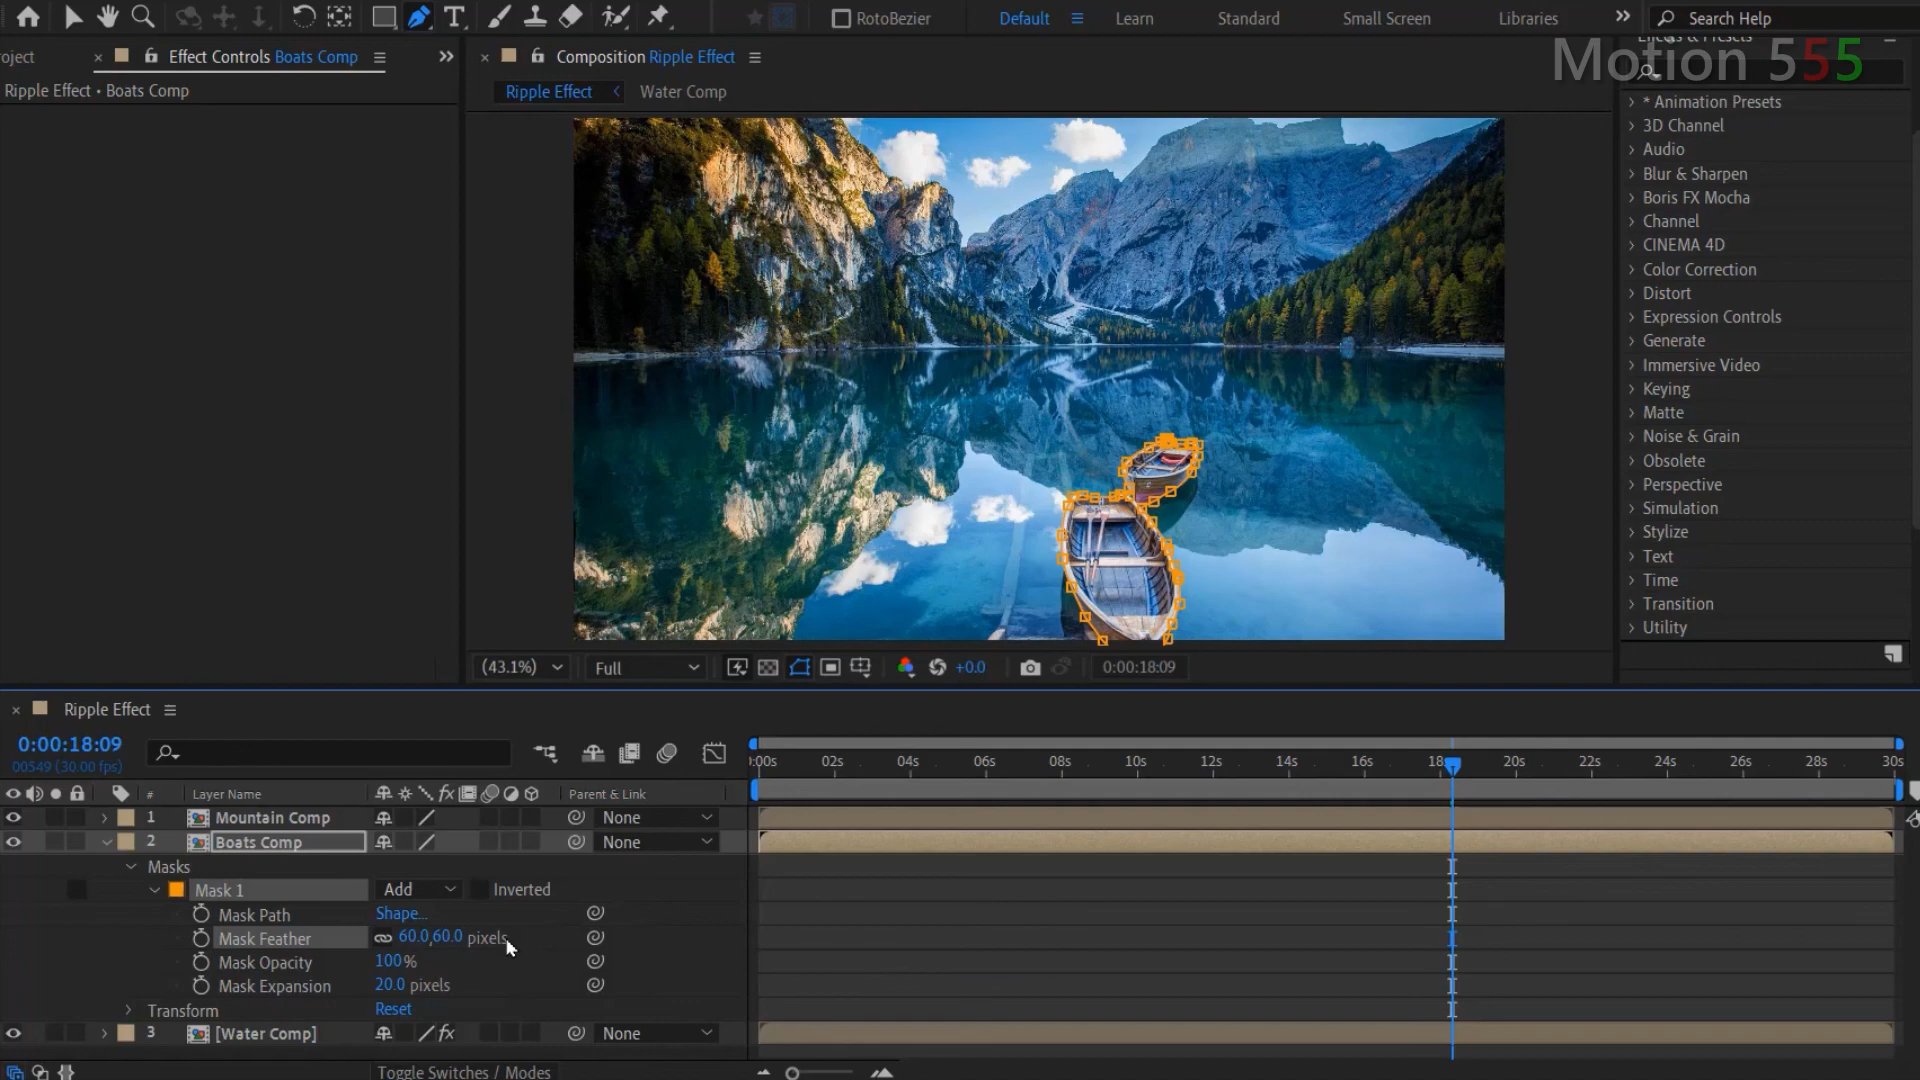 RotoBezier
Default
Learn
Standard
Small Screen
Libraries
Search Help
oject
Effect Controls Boats Comp
Composition Ripple Effect
Effects & Presets
Motion 555
Ripple Effect • Boats Comp
Ripple Effect
Water Comp
* Animation Presets
3D Channel
Audio
Blur & Sharpen
Boris FX Mocha
Channel
CINEMA 4D
Color Correction
Distort
Expression Controls
Generate
Immersive Video
Keying
Matte
Noise & Grain
Obsolete
Perspective
Simulation
Stylize
Text
Time
Transition
Utility
(43.1%)
Full
+0.0
0:00:18:09
Ripple Effect
0:00:18:09
00549 (30.00 fps)
:00s 02s 04s 06s 08s 10s 12s 14s 16s 18s 20s 22s 24s 26s 28s 30s
# Layer Name fx Parent & Link
1 Mountain Comp None
2 Boats Comp None
Masks
Mask 1 Add Inverted
Mask Path Shape...
Mask Feather 60.0,60.0 pixels
Mask Opacity 100%
Mask Expansion 20.0 pixels
Transform Reset
3 [Water Comp] fx None
Toggle Switches / Modes